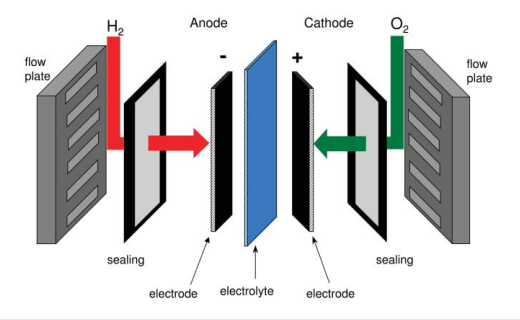 H2
Anode
Cathode
O2
flow
plate
-
+
flow
plate
sealing
sealing
electrode
electrolyte
electrode